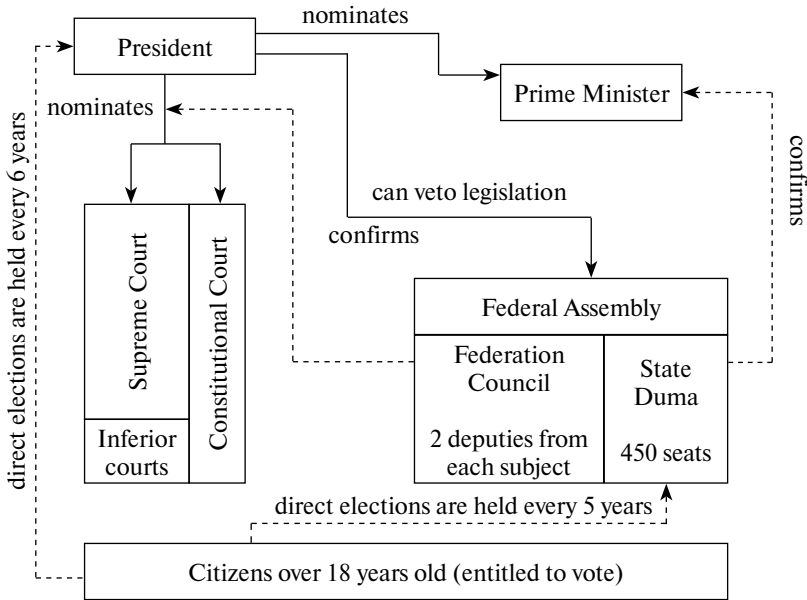 nominates
President
Prime Minister
nominates
confirms
direct elections are held every 6 years
can veto legislation
confirms
Supreme Court
Constitutional Court
Inferior
courts
Federal Assembly
Federation
Council
2 deputies from
each subject
State
Duma
450 seats
direct elections are held every 5 years
Citizens over 18 years old (entitled to vote)